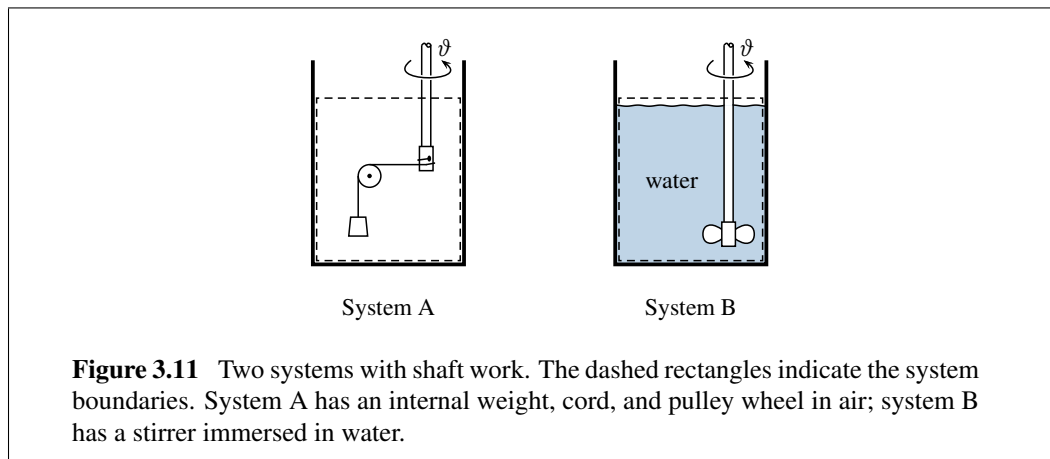 ϑ ϑ
water
System A System B
Figure 3.11 Two systems with shaft work. The dashed rectangles indicate the system
boundaries. System A has an internal weight, cord, and pulley wheel in air; system B
has a stirrer immersed in water.